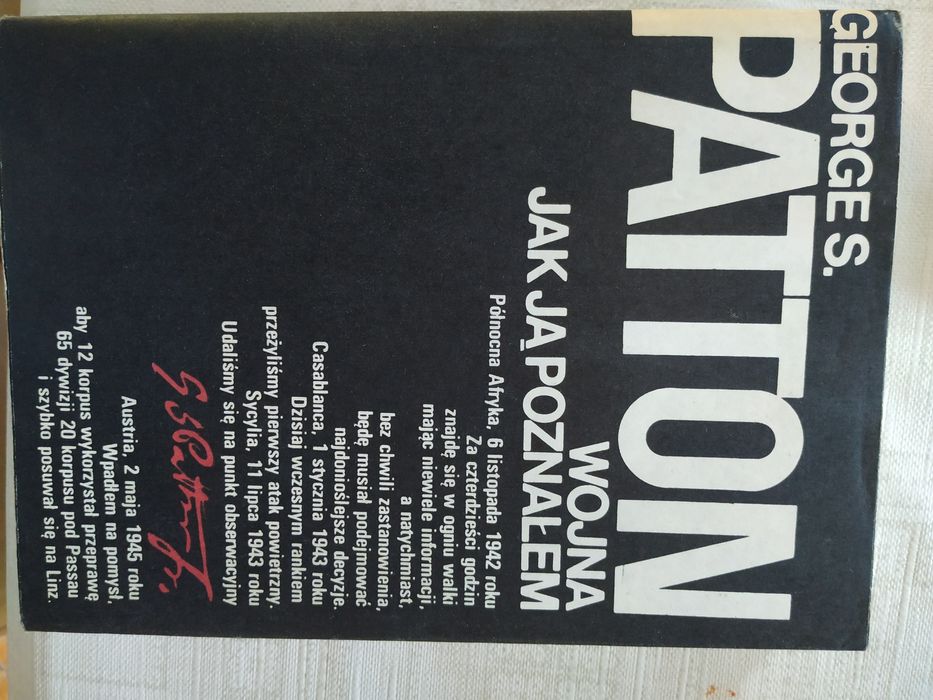 GEORGE S.
PATTON
WOJNA
JAK JĄ POZNAŁEM
Północna Afryka, 6 listopada 1942 roku
Za czterdzieści godzin
znajdę się w ogniu walki
mając niewiele informacji,
a natychmiast,
bez chwili zastanowienia,
będę musiał podejmować
najdonioślejsze decyzje.
Casablanca, 1 stycznia 1943 roku
Dzisiaj wczesnym rankiem
przeżyliśmy pierwszy atak powietrzny.
Sycylia, 11 lipca 1943 roku
Udaliśmy się na punkt obserwacyjny
G S Patton Jr.
Austria, 2 maja 1945 roku
Wpadłem na pomysł,
aby 12 korpus wykorzystał przeprawę
65 dywizji 20 korpusu pod Passau
i szybko posuwał się na Linz.